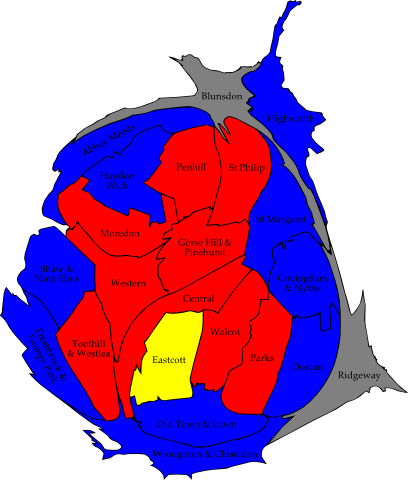 Blunsdon
Highworth
Abbey Meads
Penhill
St Philip
Haydon
Wick
St Margaret
Moredon
Gorse Hill &
Pinehurst
Shaw &
Nine Elms
Western
Covingham
& Nythe
Central
Freshbrook &
Grange Park
Toothill
& Westlea
Eastcott
Walcot
Parks
Dorcan
Ridgeway
Old Town & Lawn
Wroughton & Chiseldon